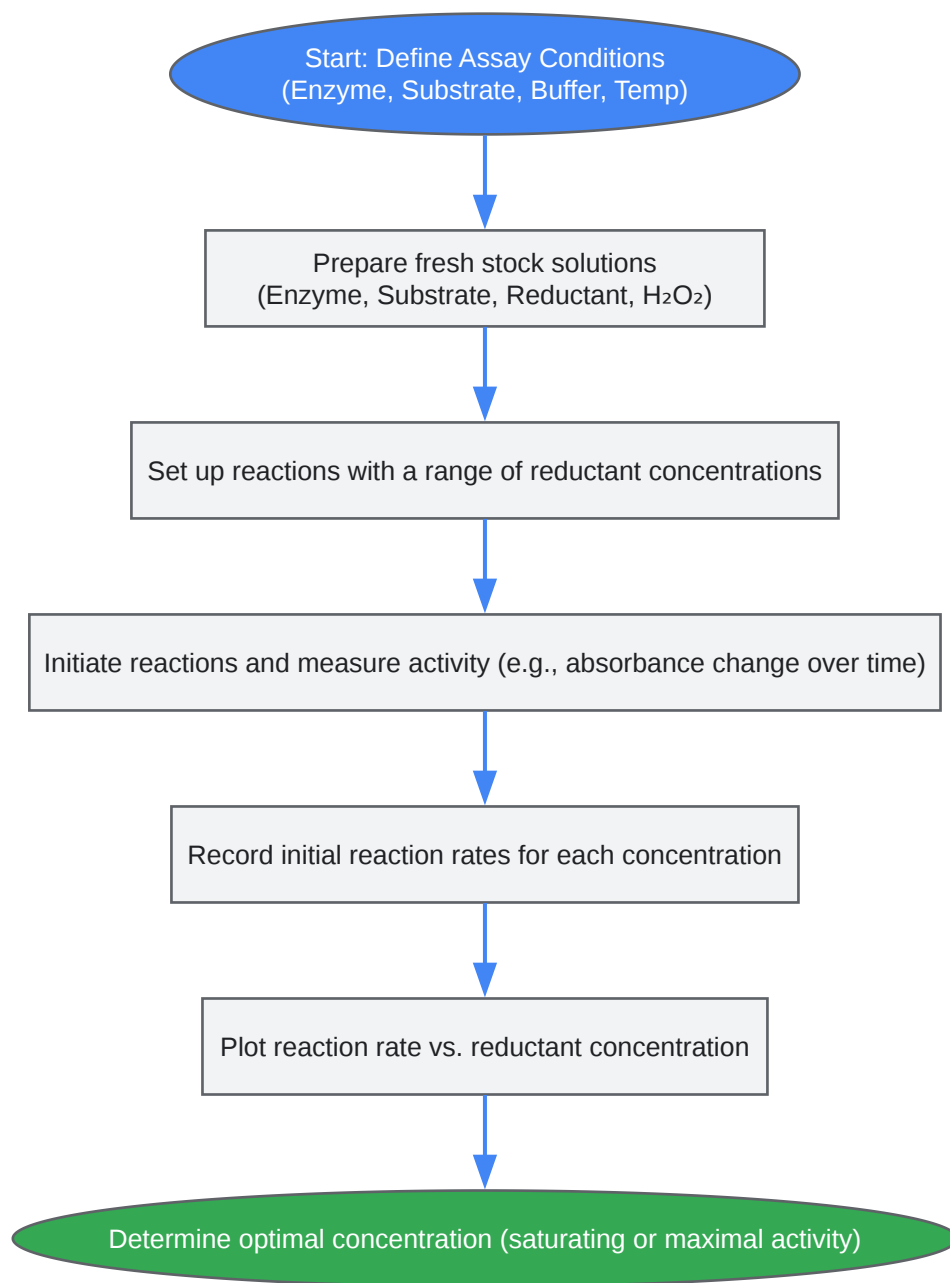 Start: Define Assay Conditions
(Enzyme, Substrate, Buffer, Temp)
Prepare fresh stock solutions
(Enzyme, Substrate, Reductant, H₂O₂)
Set up reactions with a range of reductant concentrations
Initiate reactions and measure activity (e.g., absorbance change over time)
Record initial reaction rates for each concentration
Plot reaction rate vs. reductant concentration
Determine optimal concentration (saturating or maximal activity)